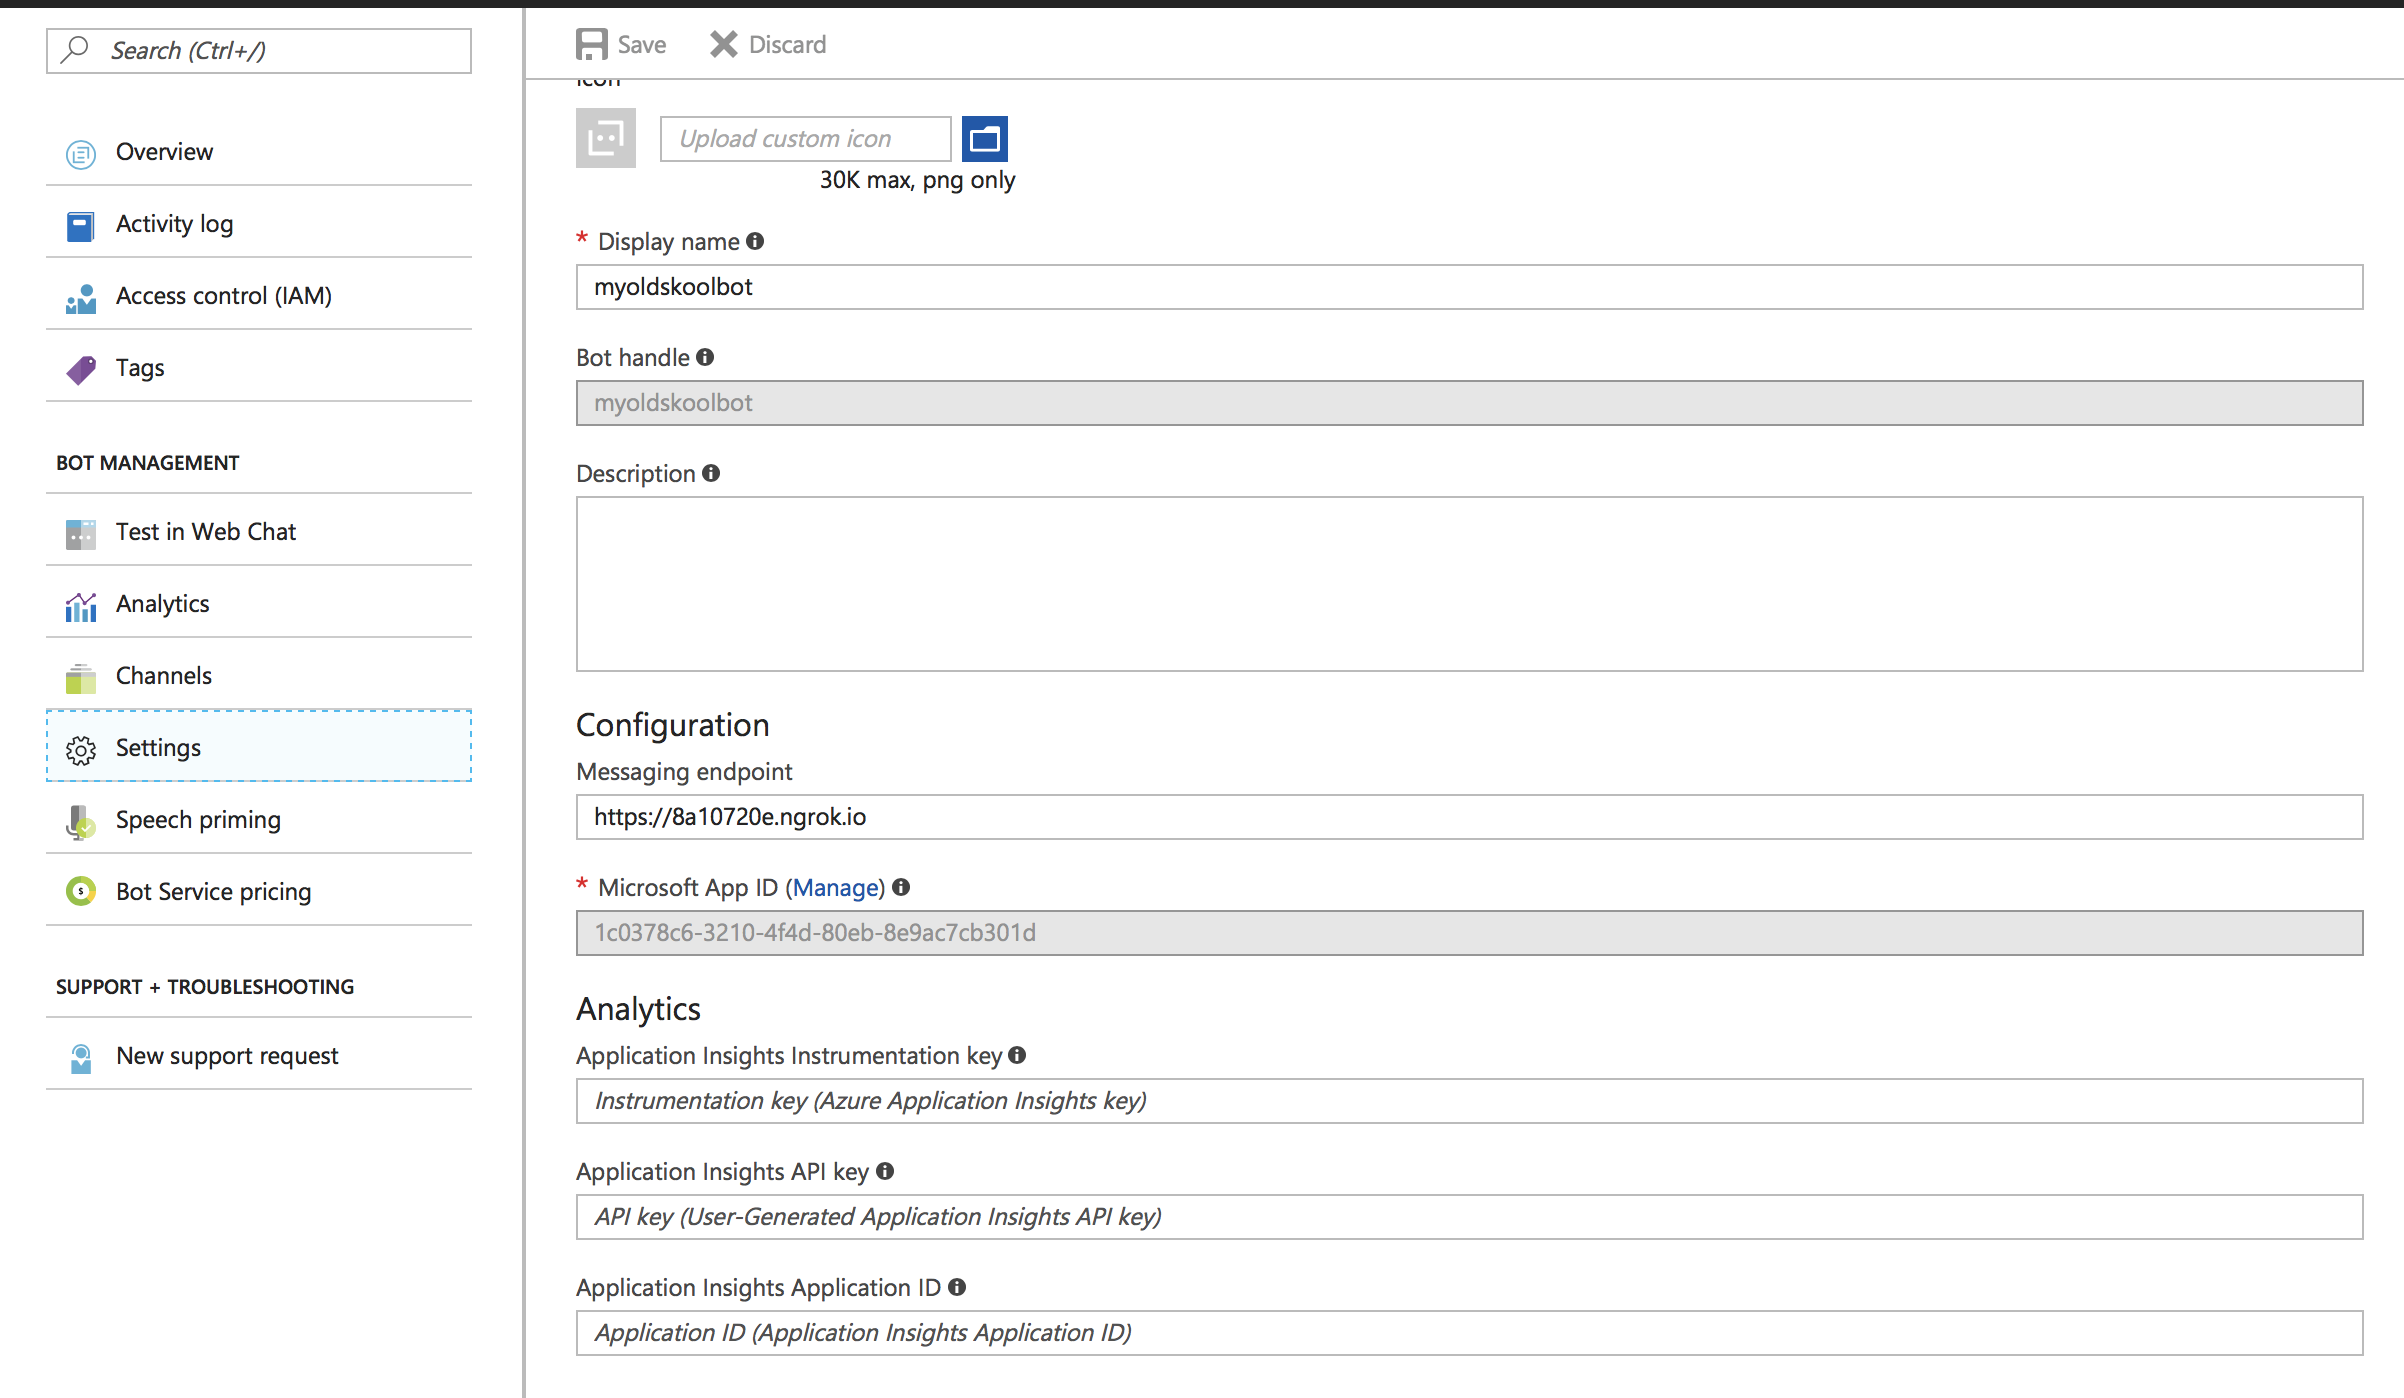 Search (Ctrl+/)
Overview
Activity log
Access control (IAM)
Tags
BOT MANAGEMENT
Test in Web Chat
Analytics
Channels
Settings
Speech priming
Bot Service pricing
SUPPORT + TROUBLESHOOTING
New support request
Save Discard
Icon
Upload custom icon
30K max, png only
* Display name
myoldskoolbot
Bot handle
myoldskoolbot
Description
Configuration
Messaging endpoint
https://8a10720e.ngrok.io
* Microsoft App ID (Manage)
1c0378c6-3210-4f4d-80eb-8e9ac7cb301d
Analytics
Application Insights Instrumentation key
Instrumentation key (Azure Application Insights key)
Application Insights API key
API key (User-Generated Application Insights API key)
Application Insights Application ID
Application ID (Application Insights Application ID)